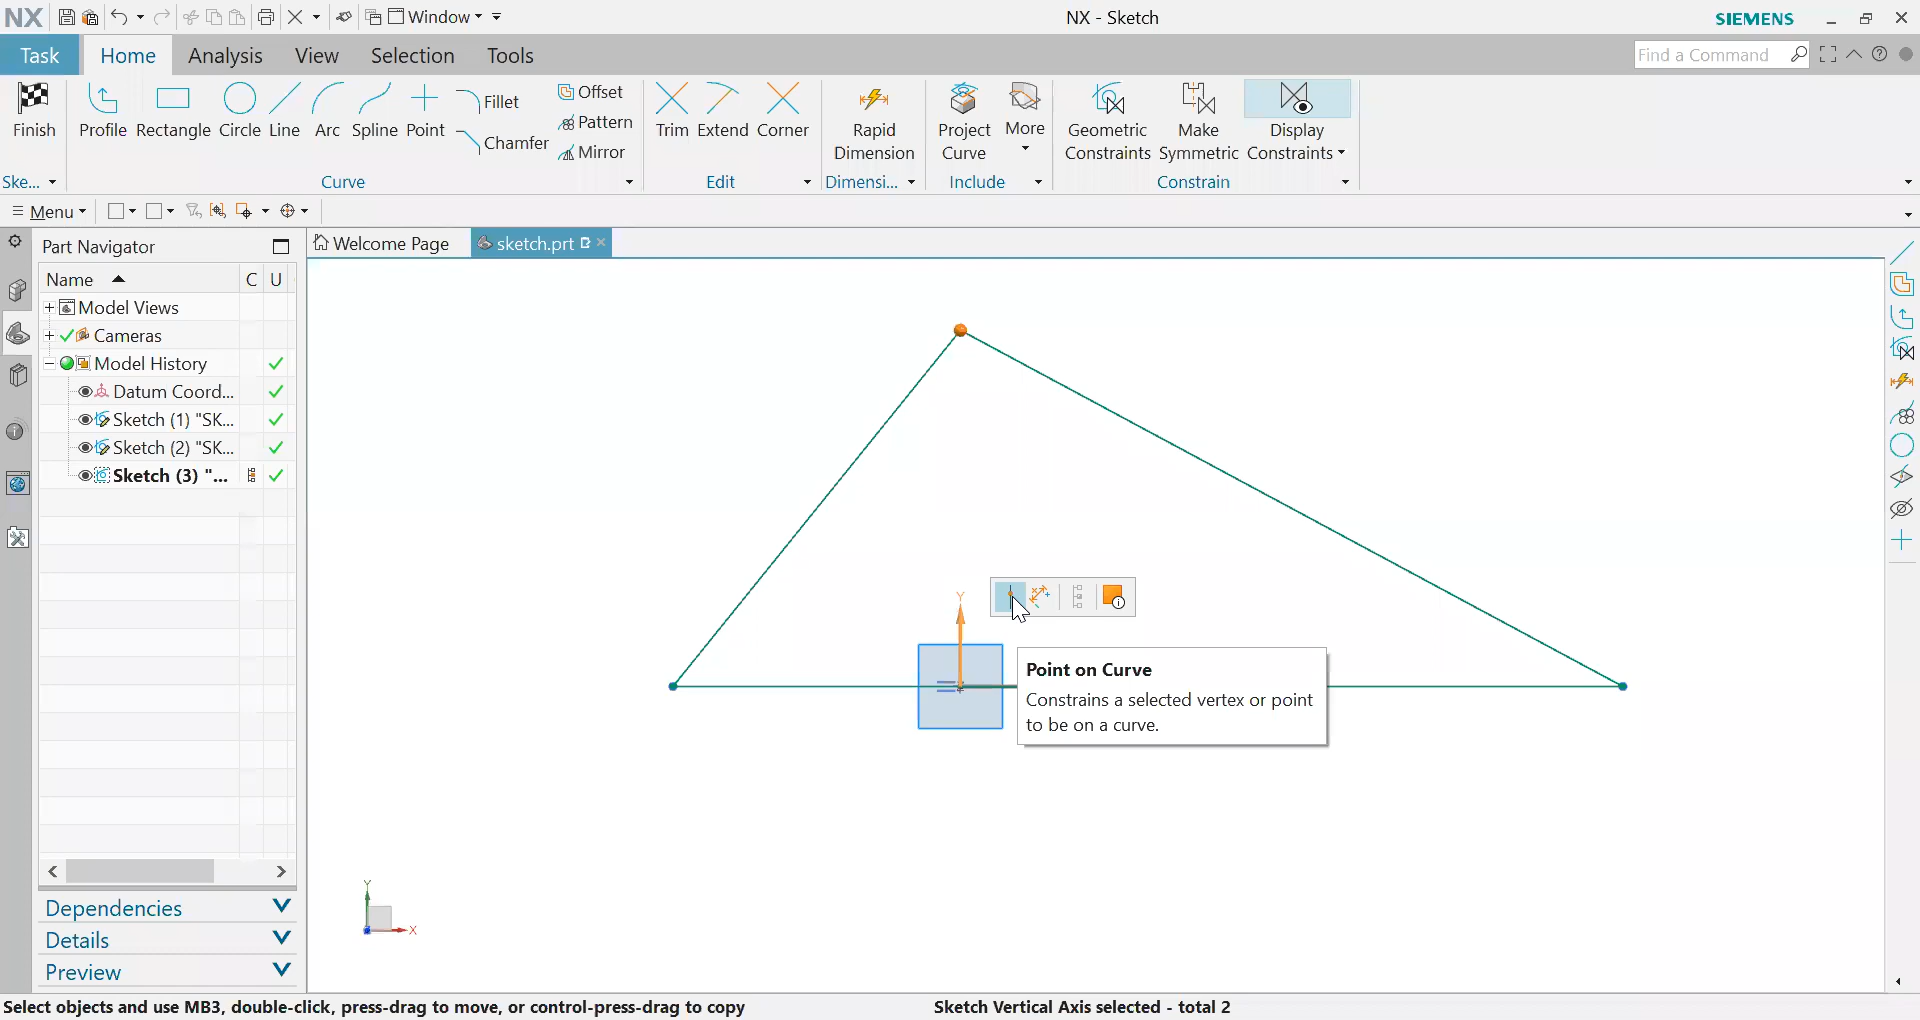 NX
Window
NX - Sketch
SIEMENS
Task
Home
Analysis
View
Selection
Tools
Find a Command
Finish
Profile
Rectangle
Circle
Line
Arc
Spline
Point
Fillet
Chamfer
Offset
Pattern
Mirror
Trim
Extend
Corner
Rapid
Dimension
Project
Curve
More
Geometric
Constraints
Make
Symmetric
Display
Constraints
Ske...
Curve
Edit
Dimensi...
Include
Constrain
Menu
Part Navigator
Welcome Page
sketch.prt
Name
C
U
Model Views
Cameras
Model History
Datum Coord...
Sketch (1) "SK...
Sketch (2) "SK...
Sketch (3) "...
Y
Point on Curve
Constrains a selected vertex or point
to be on a curve.
Y
X
Dependencies
Details
Preview
Select objects and use MB3, double-click, press-drag to move, or control-press-drag to copy
Sketch Vertical Axis selected - total 2